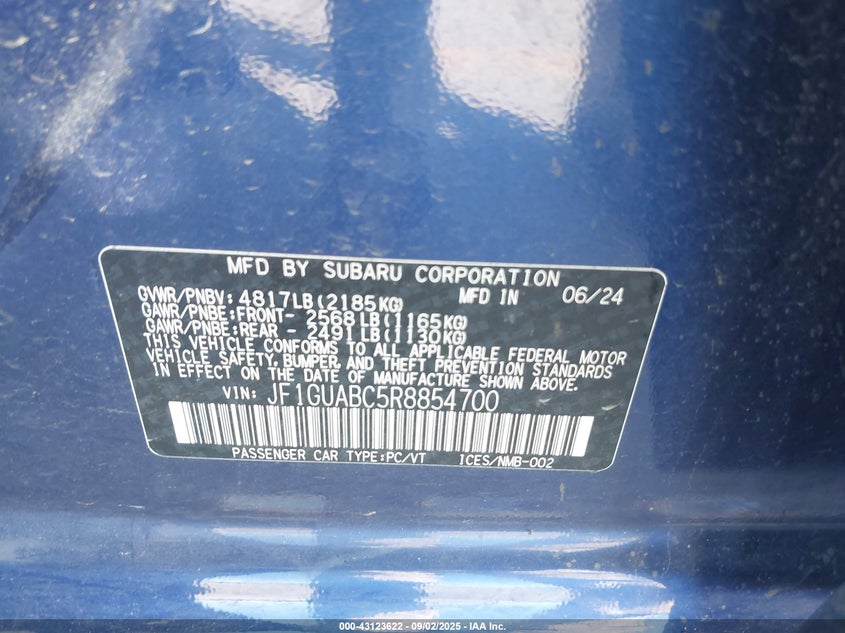 MFD BY SUBARU CORPORATION
GVWR/PNBV: 4817LB(2185KG) MFD IN 06/24
GAWR/PNBE:FRONT- 2568LB(1165KG)
GAWR/PNBE:REAR - 2491LB(1130KG)
THIS VEHICLE CONFORMS TO ALL APPLICABLE FEDERAL MOTOR
VEHICLE SAFETY, BUMPER, AND THEFT PREVENTION STANDARDS
IN EFFECT ON THE DATE OF MANUFACTURE SHOWN ABOVE.
VIN: JF1GUABC5R8854700
PASSENGER CAR TYPE:PC/VT ICES/NMB-002
000-43123622 - 09/02/2025 - IAA Inc.